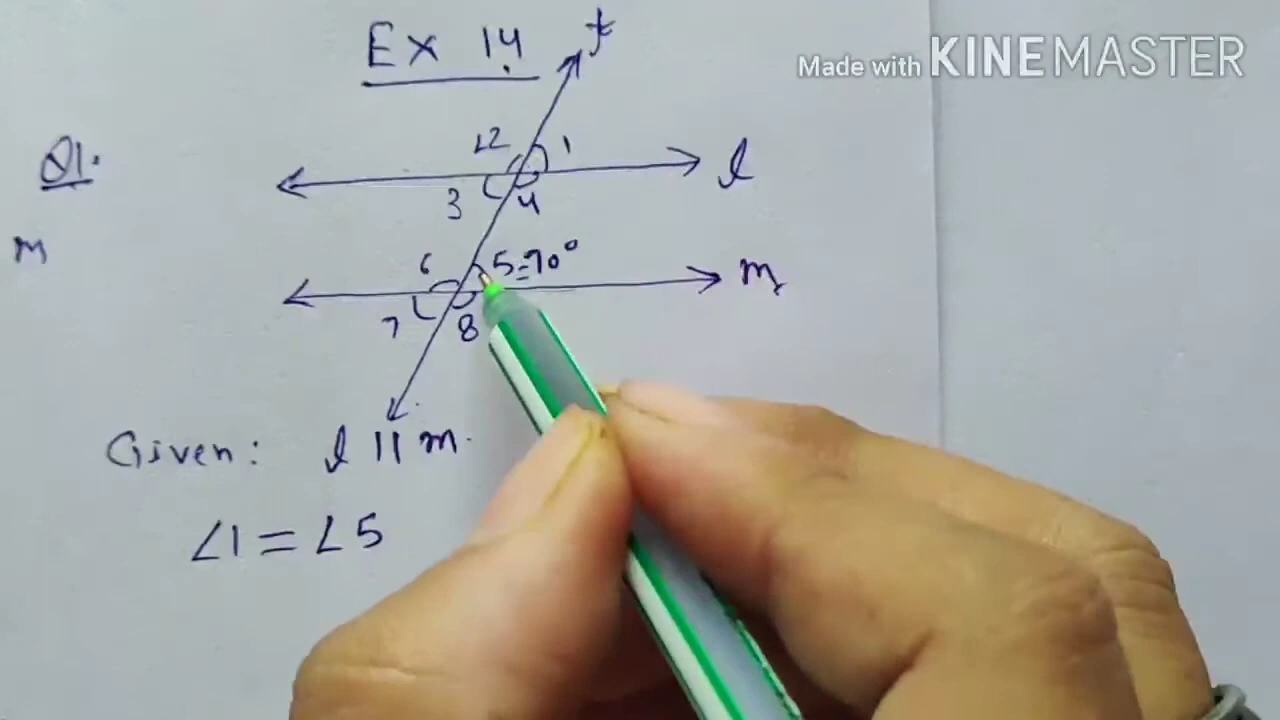 Ex 14
Made with KINEMASTER
t
Q1.
∠2 1
l
3 4
m
6 5=70°
m
7 8
Given: l || m.
∠1 = ∠5